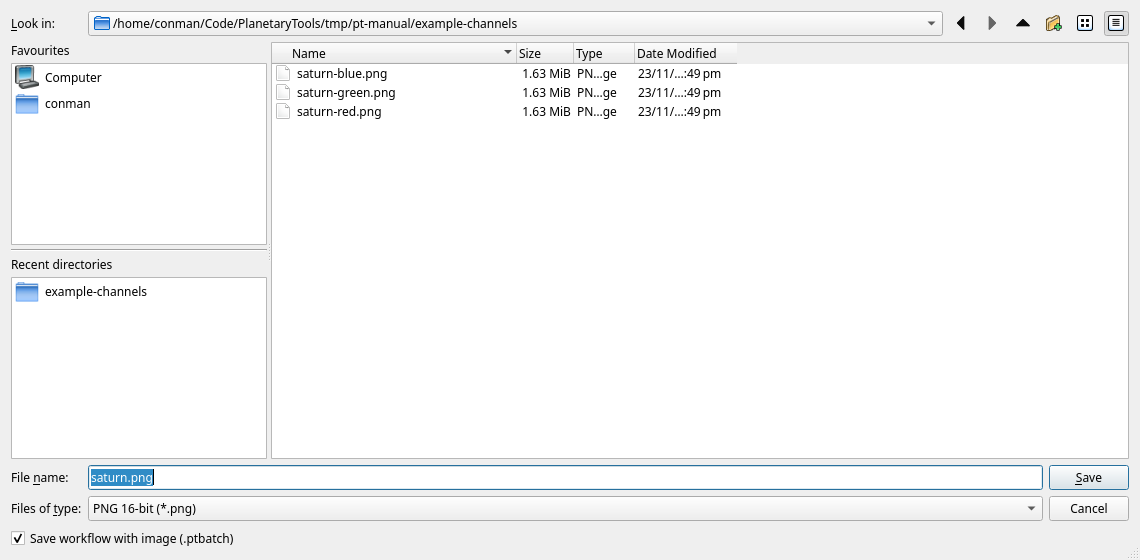 Look in: /home/conman/Code/PlanetaryTools/tmp/pt-manual/example-channels
Favourites
Computer
conman
Name Size Type Date Modified
saturn-blue.png 1.63 MiB PN...ge 23/11/...:49 pm
saturn-green.png 1.63 MiB PN...ge 23/11/...:49 pm
saturn-red.png 1.63 MiB PN...ge 23/11/...:49 pm
Recent directories
example-channels
File name: saturn.png Save
Files of type: PNG 16-bit (*.png) Cancel
Save workflow with image (.ptbatch)